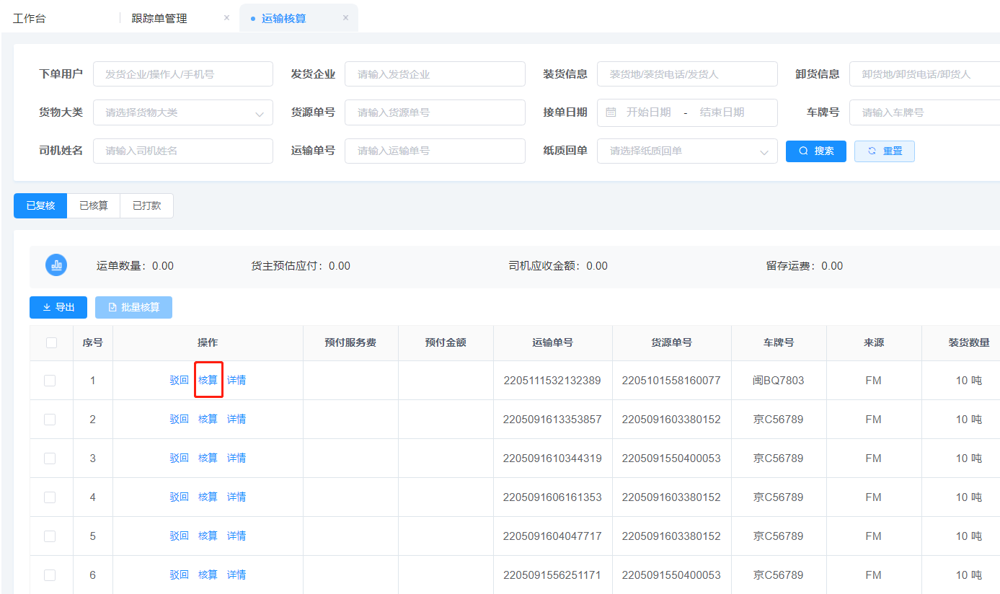 工作台 跟踪单管理 × 运输核算 ×
下单用户 发货企业/操作人/手机号 发货企业 请输入发货企业 装货信息 装货地/装货电话/发货人 卸货信息 卸货地/卸货电话/卸货人
货物大类 请选择货物大类 货源单号 请输入货源单号 接单日期 开始日期 - 结束日期 车牌号 请输入车牌号
司机姓名 请输入司机姓名 运输单号 请输入运输单号 纸质回单 请选择纸质回单 搜索 重置
已复核 已核算 已打款
运单数量：0.00 货主预估应付：0.00 司机应收金额：0.00 留存运费：0.00
导出 批量核算
序号 操作 预付服务费 预付金额 运输单号 货源单号 车牌号 来源 装货数量
1 驳回 核算 详情 2205111532132389 2205101558160077 闽BQ7803 FM 10 吨
2 驳回 核算 详情 2205091613353857 2205091603380152 京C56789 FM 10 吨
3 驳回 核算 详情 2205091610344319 2205091550400053 京C56789 FM 10 吨
4 驳回 核算 详情 2205091606161353 2205091603380152 京C56789 FM 10 吨
5 驳回 核算 详情 2205091604047717 2205091603380152 京C56789 FM 10 吨
6 驳回 核算 详情 2205091556251171 2205091550400053 京C56789 FM 10 吨